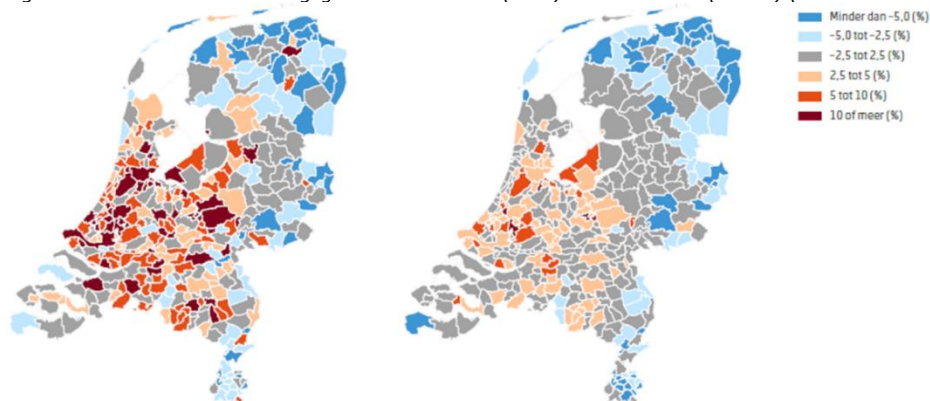 Minder dan -5,0 (%)
-5,0 tot -2,5 (%)
-2,5 tot 2,5 (%)
2,5 tot 5 (%)
5 tot 10 (%)
10 of meer (%)